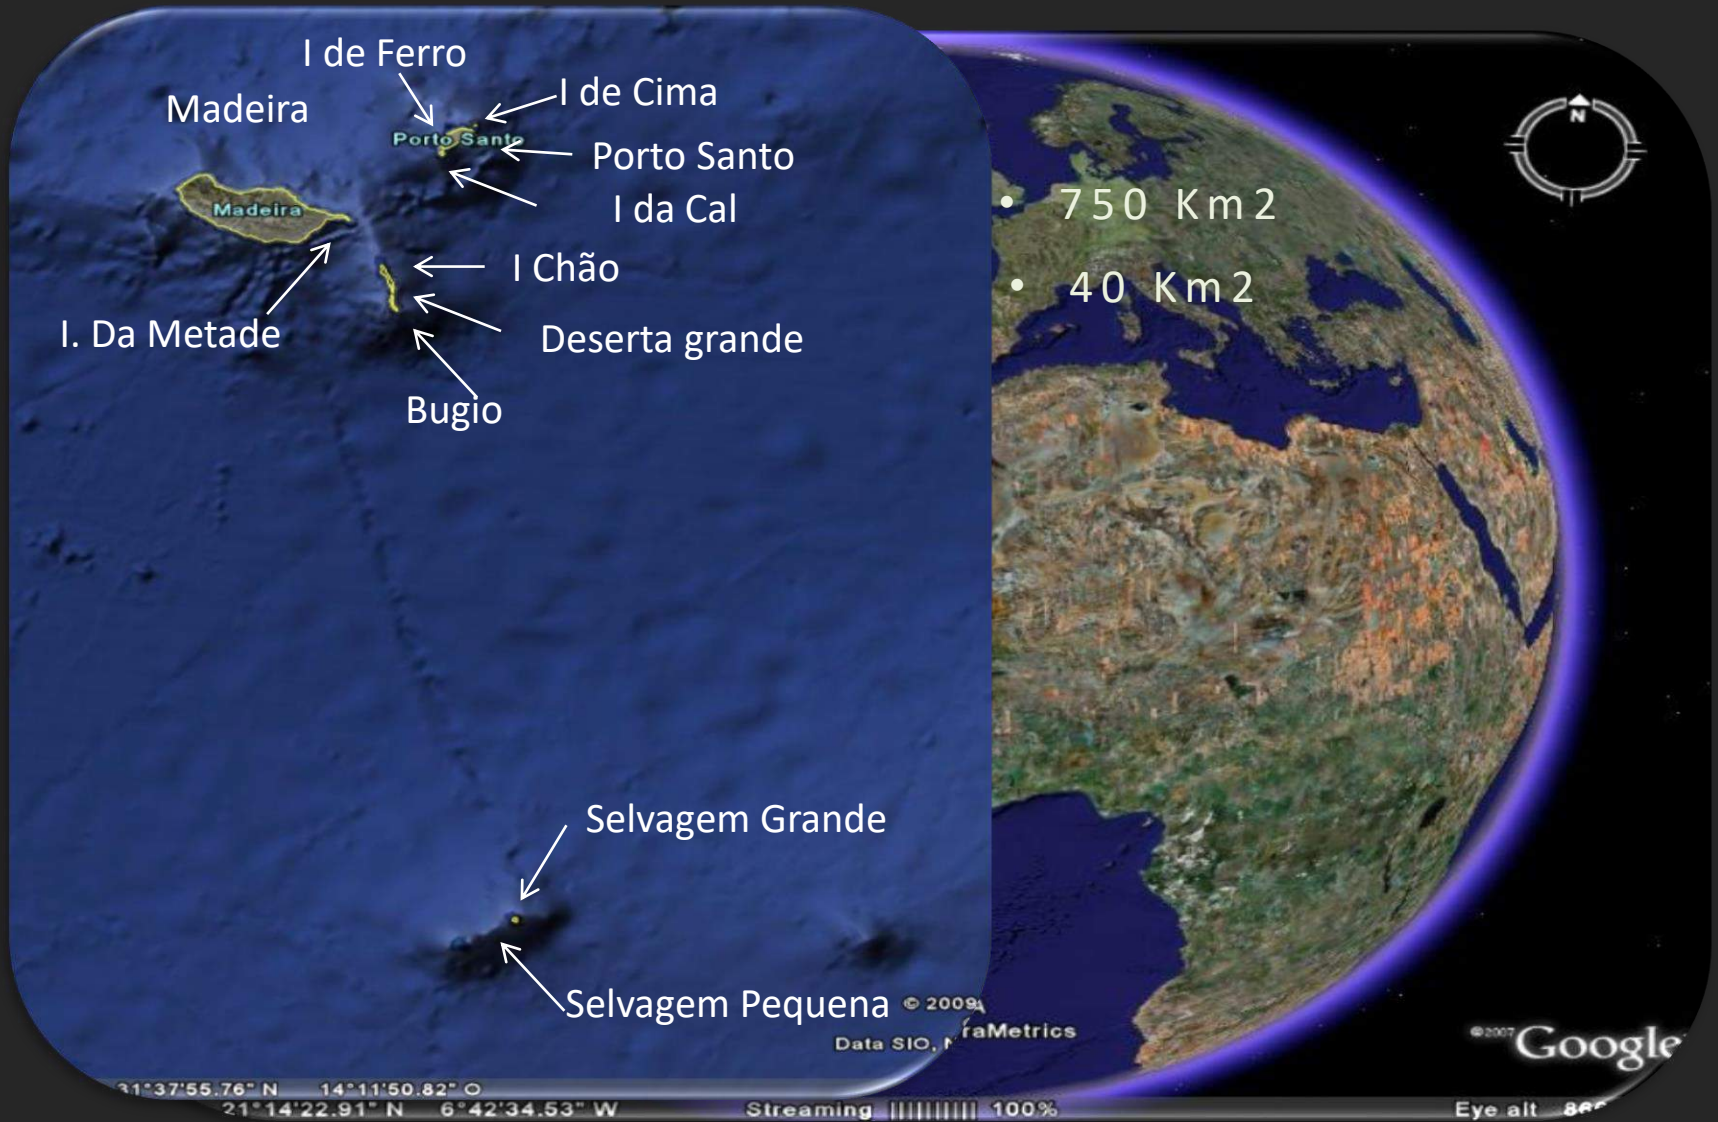 I de Ferro
I de Cima
Madeira
Porto Santo
Porto Santo
I da Cal
Madeira
• 750 Km2
I Chão
• 40 Km2
I. Da Metade
Deserta grande
Bugio
N
Selvagem Grande
Selvagem Pequena
© 2009
raMetrics
Data SIO, N
©2007 Google
31°37'55.76" N 14°11'50.82" O
21°14'22.91" N 6°42'34.53" W
Streaming |||||||||| 100%
Eye alt